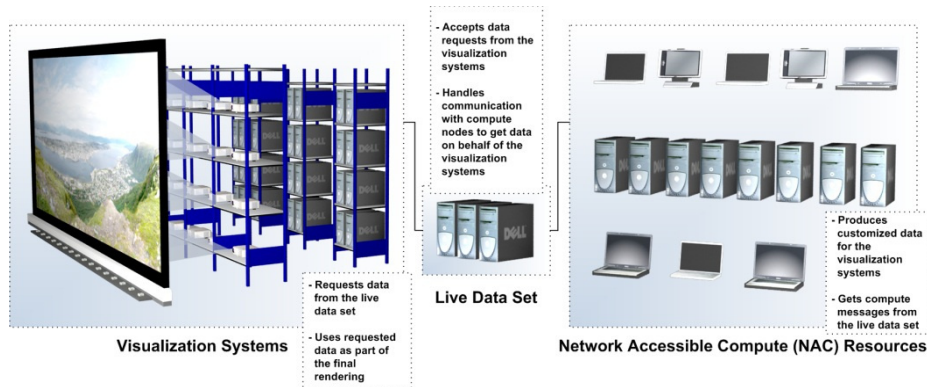 - Accepts data
requests from the
visualization
systems
- Handles
communication
with compute
nodes to get data
on behalf of the
visualization
systems
DELL
Live Data Set
- Requests data
from the live
data set
- Uses requested
data as part of the
final
rendering
Visualization Systems
- Produces
customized data
for the
visualization
systems
- Gets compute
messages from
the live data set
Network Accessible Compute (NAC) Resources